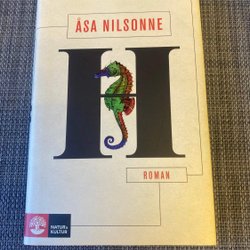 ÅSA NILSONNE
H
ROMAN
NATUR &
KULTUR